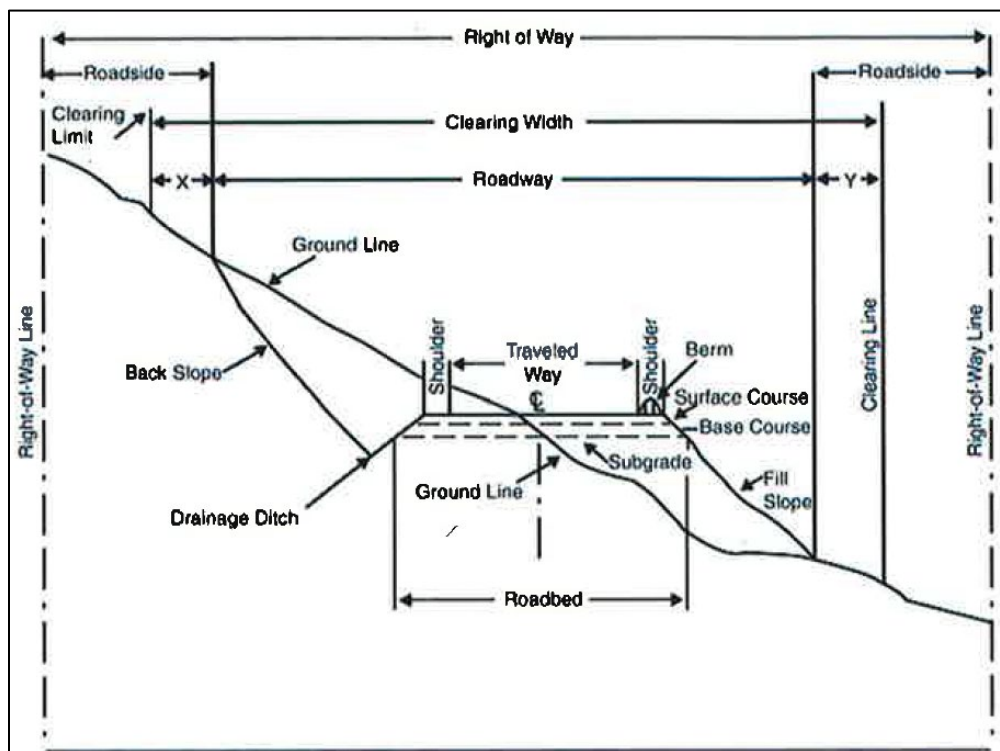 Right of Way
Roadside
Roadside
Clearing
Limit
Clearing Width
X
Roadway
Y
Ground Line
Right-of-Way Line
Back Slope
Shoulder
Traveled
Way
℄
Shoulder
Berm
Surface Course
Base Course
Clearing Line
Right-of-Way Line
Subgrade
Ground Line
Fill
Slope
Drainage Ditch
Roadbed